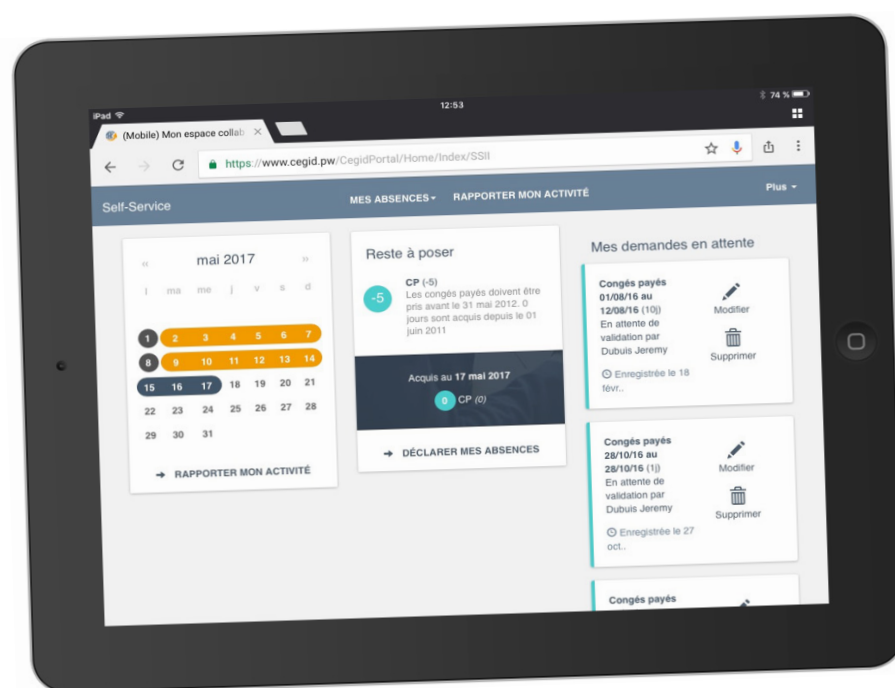 iPad
12:53
74 %
(Mobile) Mon espace collab
https://www.cegid.pw/CegidPortal/Home/Index/SSII
Self-Service
MES ABSENCES
RAPPORTER MON ACTIVITÉ
Plus
« mai 2017 »
l ma me j v s d
1 2 3 4 5 6 7
8 9 10 11 12 13 14
15 16 17 18 19 20 21
22 23 24 25 26 27 28
29 30 31
RAPPORTER MON ACTIVITÉ
Reste à poser
-5
CP (-5)
Les congés payés doivent être
pris avant le 31 mai 2012. 0
jours sont acquis depuis le 01
juin 2011
Acquis au 17 mai 2017
0 CP (0)
DÉCLARER MES ABSENCES
Mes demandes en attente
Congés payés
01/08/16 au
12/08/16 (10j)
En attente de
validation par
Dubuis Jeremy
Enregistrée le 18
févr..
Modifier
Supprimer
Congés payés
28/10/16 au
28/10/16 (1j)
En attente de
validation par
Dubuis Jeremy
Enregistrée le 27
oct..
Modifier
Supprimer
Congés payés